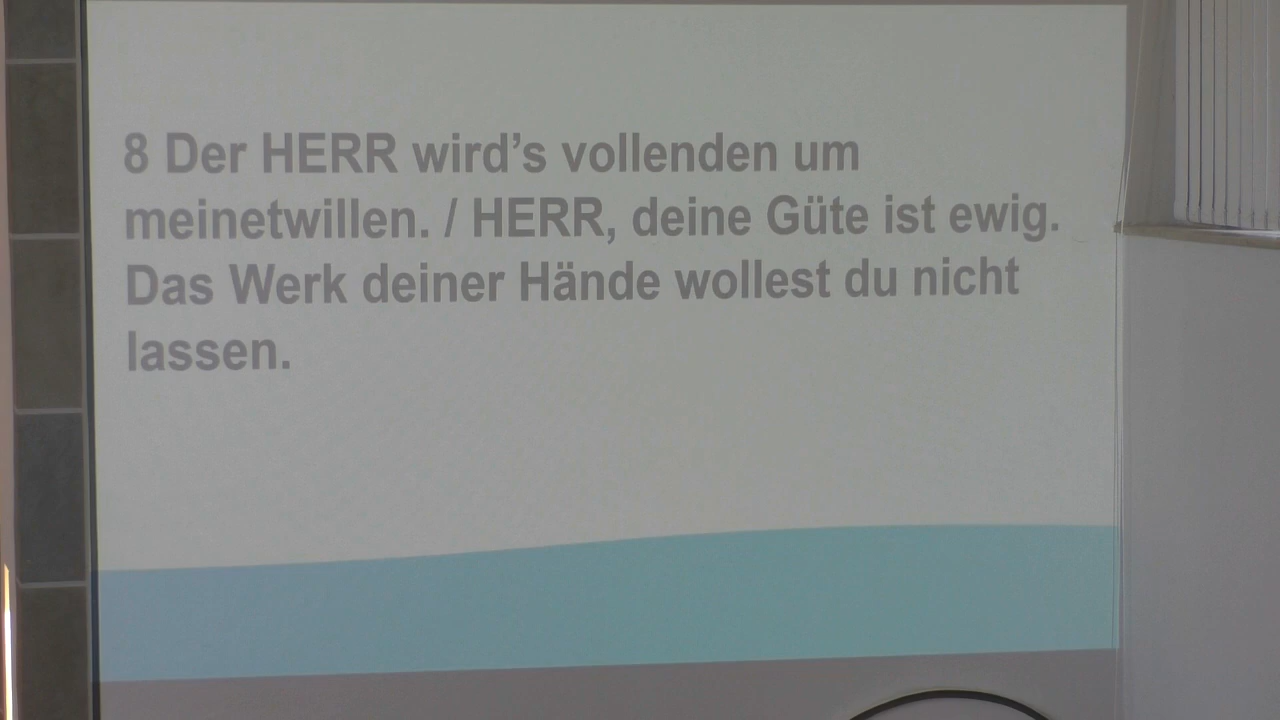 8 Der HERR wird’s vollenden um
meinetwillen. / HERR, deine Güte ist ewig.
Das Werk deiner Hände wollest du nicht
lassen.